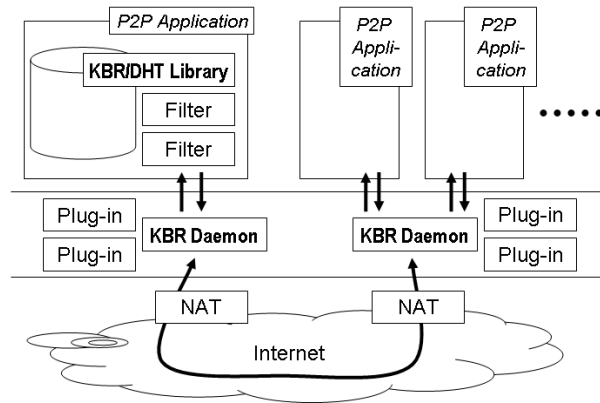 P2P Application
KBR/DHT Library
Filter
Filter
P2P
Appli-
cation
P2P
Appli-
cation
Plug-in
Plug-in
KBR Daemon
KBR Daemon
Plug-in
Plug-in
NAT
NAT
Internet